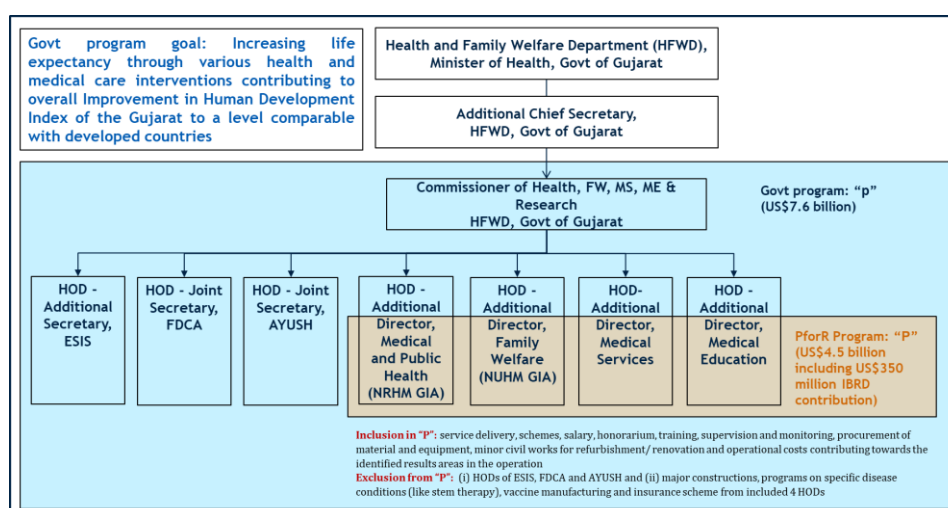 Govt program goal: Increasing life
expectancy through various health and
medical care interventions contributing to
overall Improvement in Human Development
Index of the Gujarat to a level comparable
with developed countries
Health and Family Welfare Department (HFWD),
Minister of Health, Govt of Gujarat
Additional Chief Secretary,
HFWD, Govt of Gujarat
Commissioner of Health, FW, MS, ME &
Research
HFWD, Govt of Gujarat
Govt program: “p”
(US$7.6 billion)
HOD -
Additional
Secretary,
ESIS
HOD - Joint
Secretary,
FDCA
HOD - Joint
Secretary,
AYUSH
HOD -
Additional
Director,
Medical
and Public
Health
(NRHM GIA)
HOD -
Additional
Director,
Family
Welfare
(NUHM GIA)
HOD-
Additional
Director,
Medical
Services
HOD -
Additional
Director,
Medical
Education
PforR Program: “P”
(US$4.5 billion
including US$350
million IBRD
contribution)
Inclusion in “P”: service delivery, schemes, salary, honorarium, training, supervision and monitoring, procurement of
material and equipment, minor civil works for refurbishment/ renovation and operational costs contributing towards the
identified results areas in the operation
Exclusion from “P”: (i) HODs of ESIS, FDCA and AYUSH and (ii) major constructions, programs on specific disease
conditions (like stem therapy), vaccine manufacturing and insurance scheme from included 4 HODs